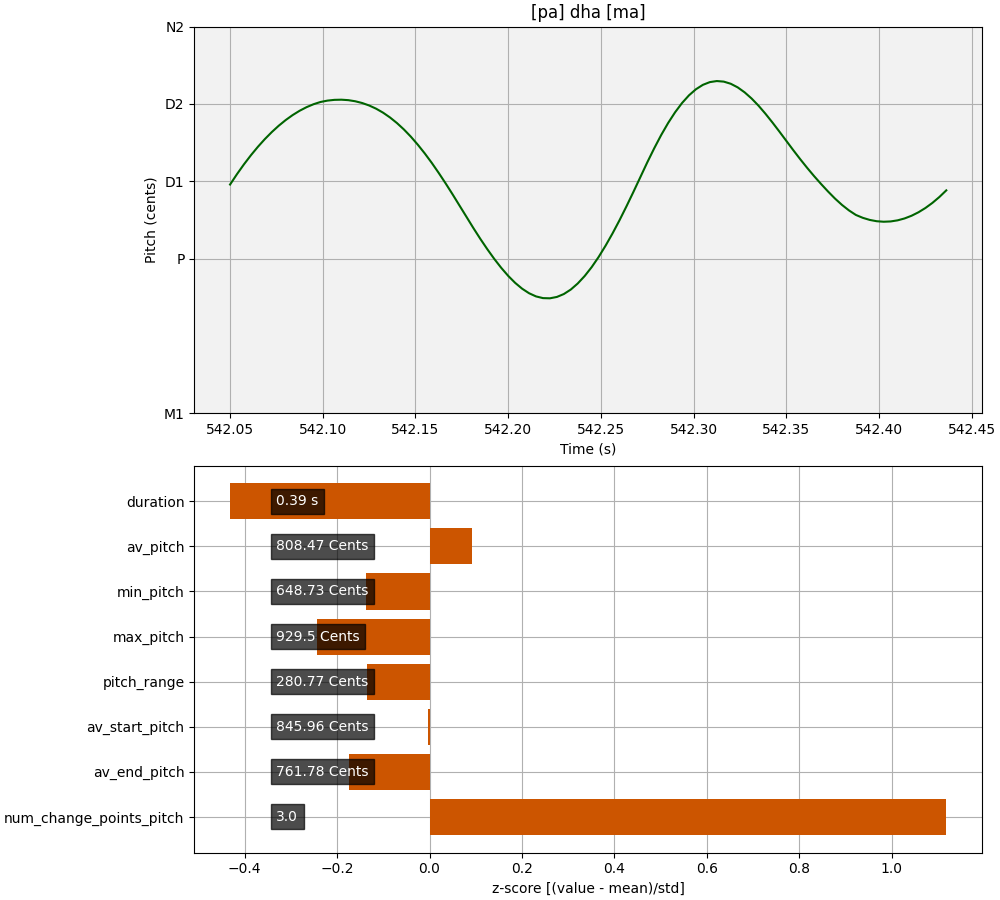 [pa] dha [ma]
N2
D2
D1
P
M1
Pitch (cents)
542.05 542.10 542.15 542.20 542.25 542.30 542.35 542.40 542.45
Time (s)
duration 0.39 s
av_pitch 808.47 Cents
min_pitch 648.73 Cents
max_pitch 929.5 Cents
pitch_range 280.77 Cents
av_start_pitch 845.96 Cents
av_end_pitch 761.78 Cents
num_change_points_pitch 3.0
−0.4 −0.2 0.0 0.2 0.4 0.6 0.8 1.0
z-score [(value - mean)/std]